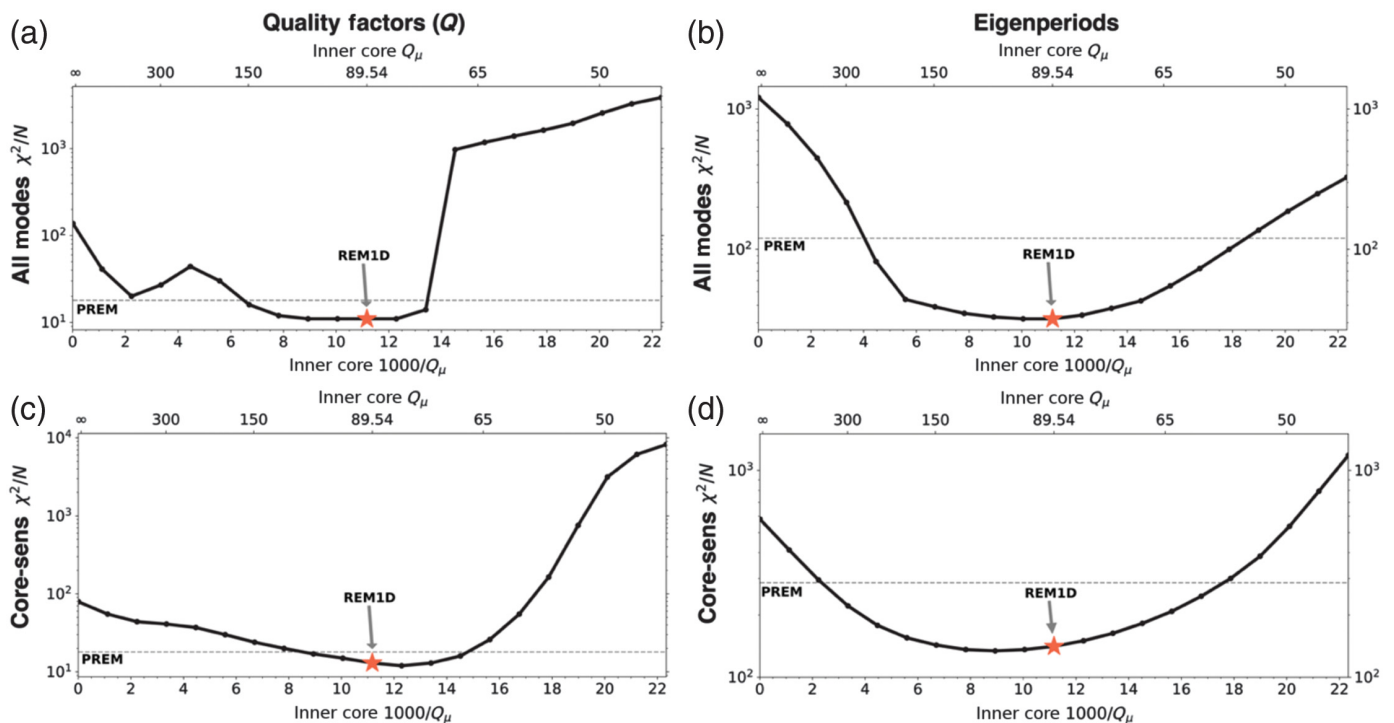 (a) Quality factors (Q)
Inner core Qμ
∞ 300 150 89.54 65 50
All modes χ²/N
10³
10²
10¹
REM1D
PREM
0 2 4 6 8 10 12 14 16 18 20 22
Inner core 1000/Qμ
(b) Eigenperiods
Inner core Qμ
∞ 300 150 89.54 65 50
All modes χ²/N
10³ 10³
10² 10²
PREM
REM1D
0 2 4 6 8 10 12 14 16 18 20 22
Inner core 1000/Qμ
(c)
Inner core Qμ
∞ 300 150 89.54 65 50
Core-sens χ²/N
10⁴
10³
10²
10¹
REM1D
PREM
0 2 4 6 8 10 12 14 16 18 20 22
Inner core 1000/Qμ
(d)
Inner core Qμ
∞ 300 150 89.54 65 50
Core-sens χ²/N
10³ 10³
10² 10²
PREM
REM1D
0 2 4 6 8 10 12 14 16 18 20 22
Inner core 1000/Qμ